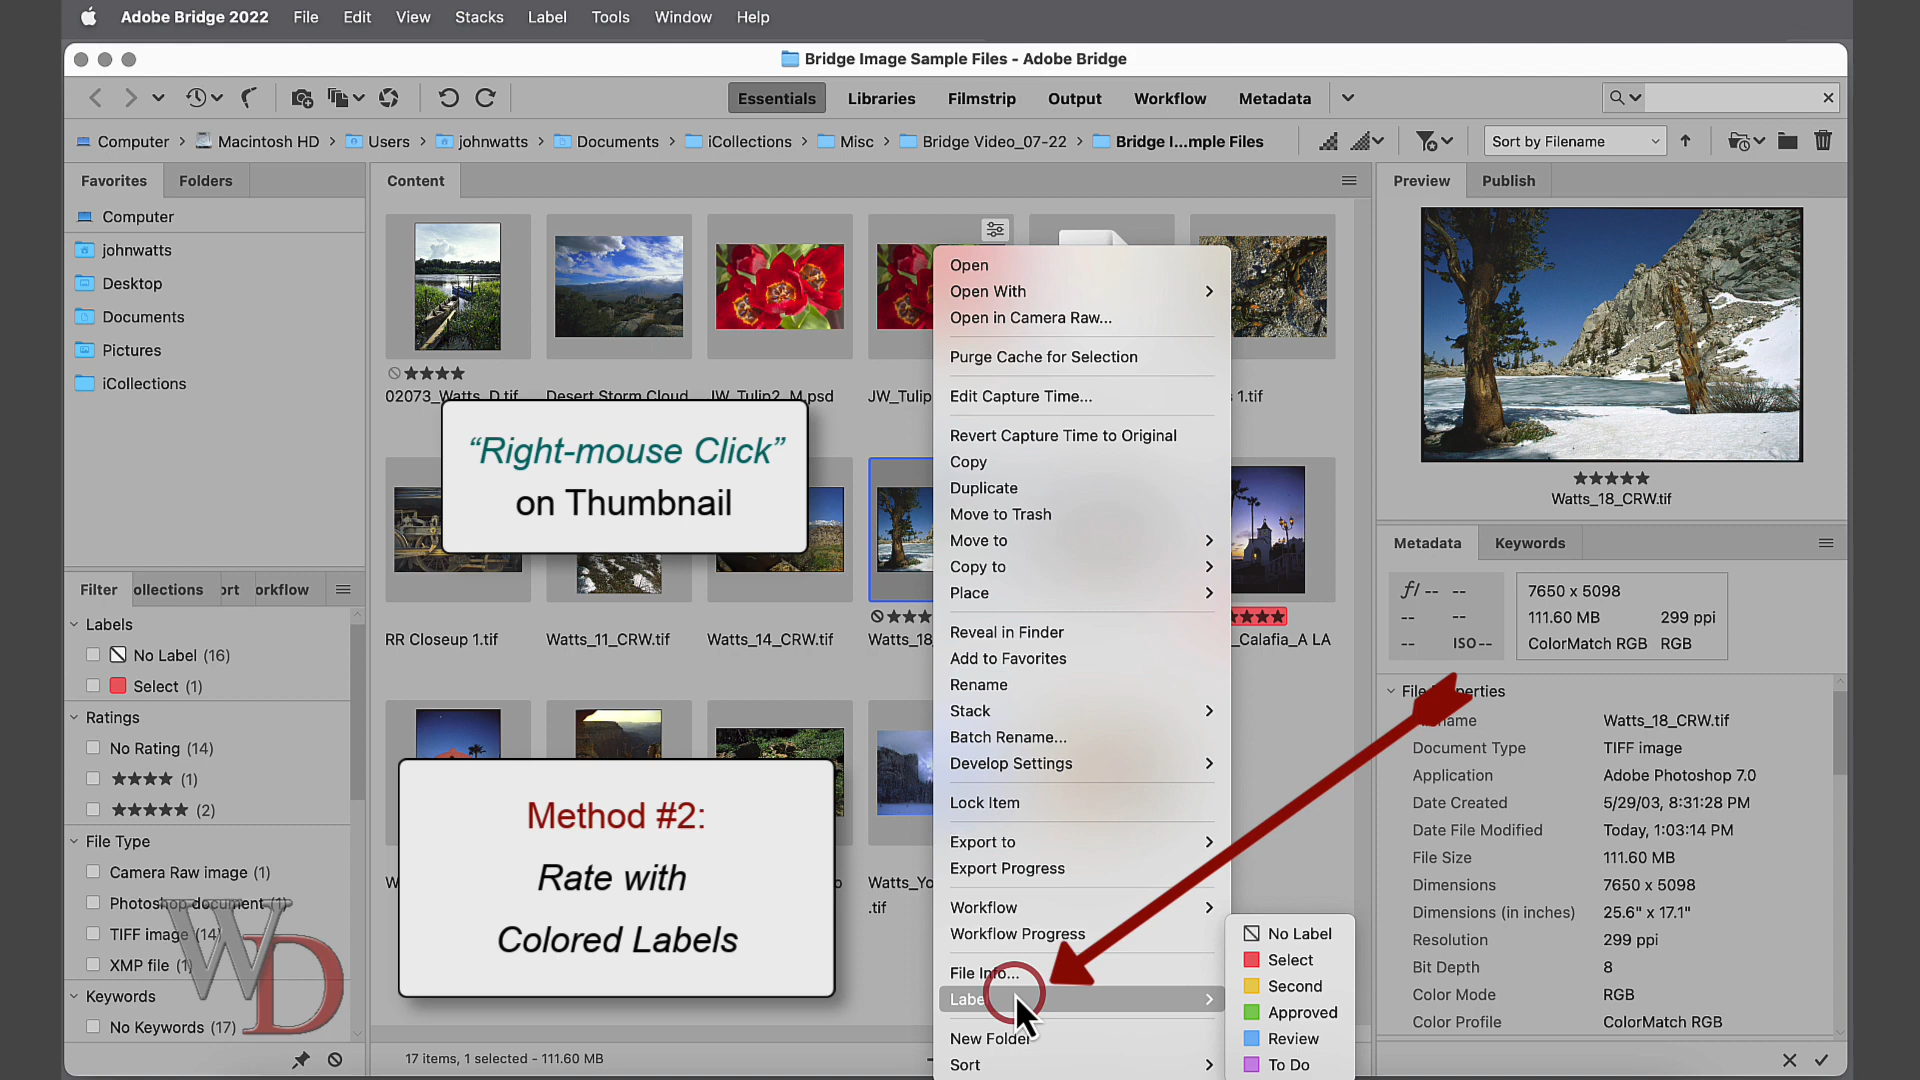 Adobe Bridge 2022 File Edit View Stacks Label Tools Window Help
Bridge Image Sample Files - Adobe Bridge
Essentials Libraries Filmstrip Output Workflow Metadata
Computer Macintosh HD Users johnwatts Documents iCollections Misc Bridge Video_07-22 Bridge I...mple Files
Sort by Filename
Favorites Folders
Computer
johnwatts
Desktop
Documents
Pictures
iCollections
Content
02073_Watts_D.tif Desert Storm Cloud JW_Tulip2_M.psd JW_Tulip 1.tif
"Right-mouse Click"
on Thumbnail
RR Closeup 1.tif Watts_11_CRW.tif Watts_14_CRW.tif Watts_18 _Calafia_A LA
Method #2:
Rate with
Colored Labels
Watts_Yo
.tif
17 items, 1 selected - 111.60 MB
Filter ollections ort orkflow
Labels
No Label (16)
Select (1)
Ratings
No Rating (14)
★★★★ (1)
★★★★★ (2)
File Type
Camera Raw image (1)
Photoshop document (1)
TIFF image (14)
XMP file (1)
Keywords
No Keywords (17)
WD
Open
Open With
Open in Camera Raw...
Purge Cache for Selection
Edit Capture Time...
Revert Capture Time to Original
Copy
Duplicate
Move to Trash
Move to
Copy to
Place
Reveal in Finder
Add to Favorites
Rename
Stack
Batch Rename...
Develop Settings
Lock Item
Export to
Export Progress
Workflow
Workflow Progress
File Info...
Label
New Folder
Sort
No Label
Select
Second
Approved
Review
To Do
Preview Publish
★★★★★
Watts_18_CRW.tif
Metadata Keywords
f/ -- --
-- --
-- ISO --
7650 x 5098
111.60 MB 299 ppi
ColorMatch RGB RGB
File Properties
Filename Watts_18_CRW.tif
Document Type TIFF image
Application Adobe Photoshop 7.0
Date Created 5/29/03, 8:31:28 PM
Date File Modified Today, 1:03:14 PM
File Size 111.60 MB
Dimensions 7650 x 5098
Dimensions (in inches) 25.6" x 17.1"
Resolution 299 ppi
Bit Depth 8
Color Mode RGB
Color Profile ColorMatch RGB